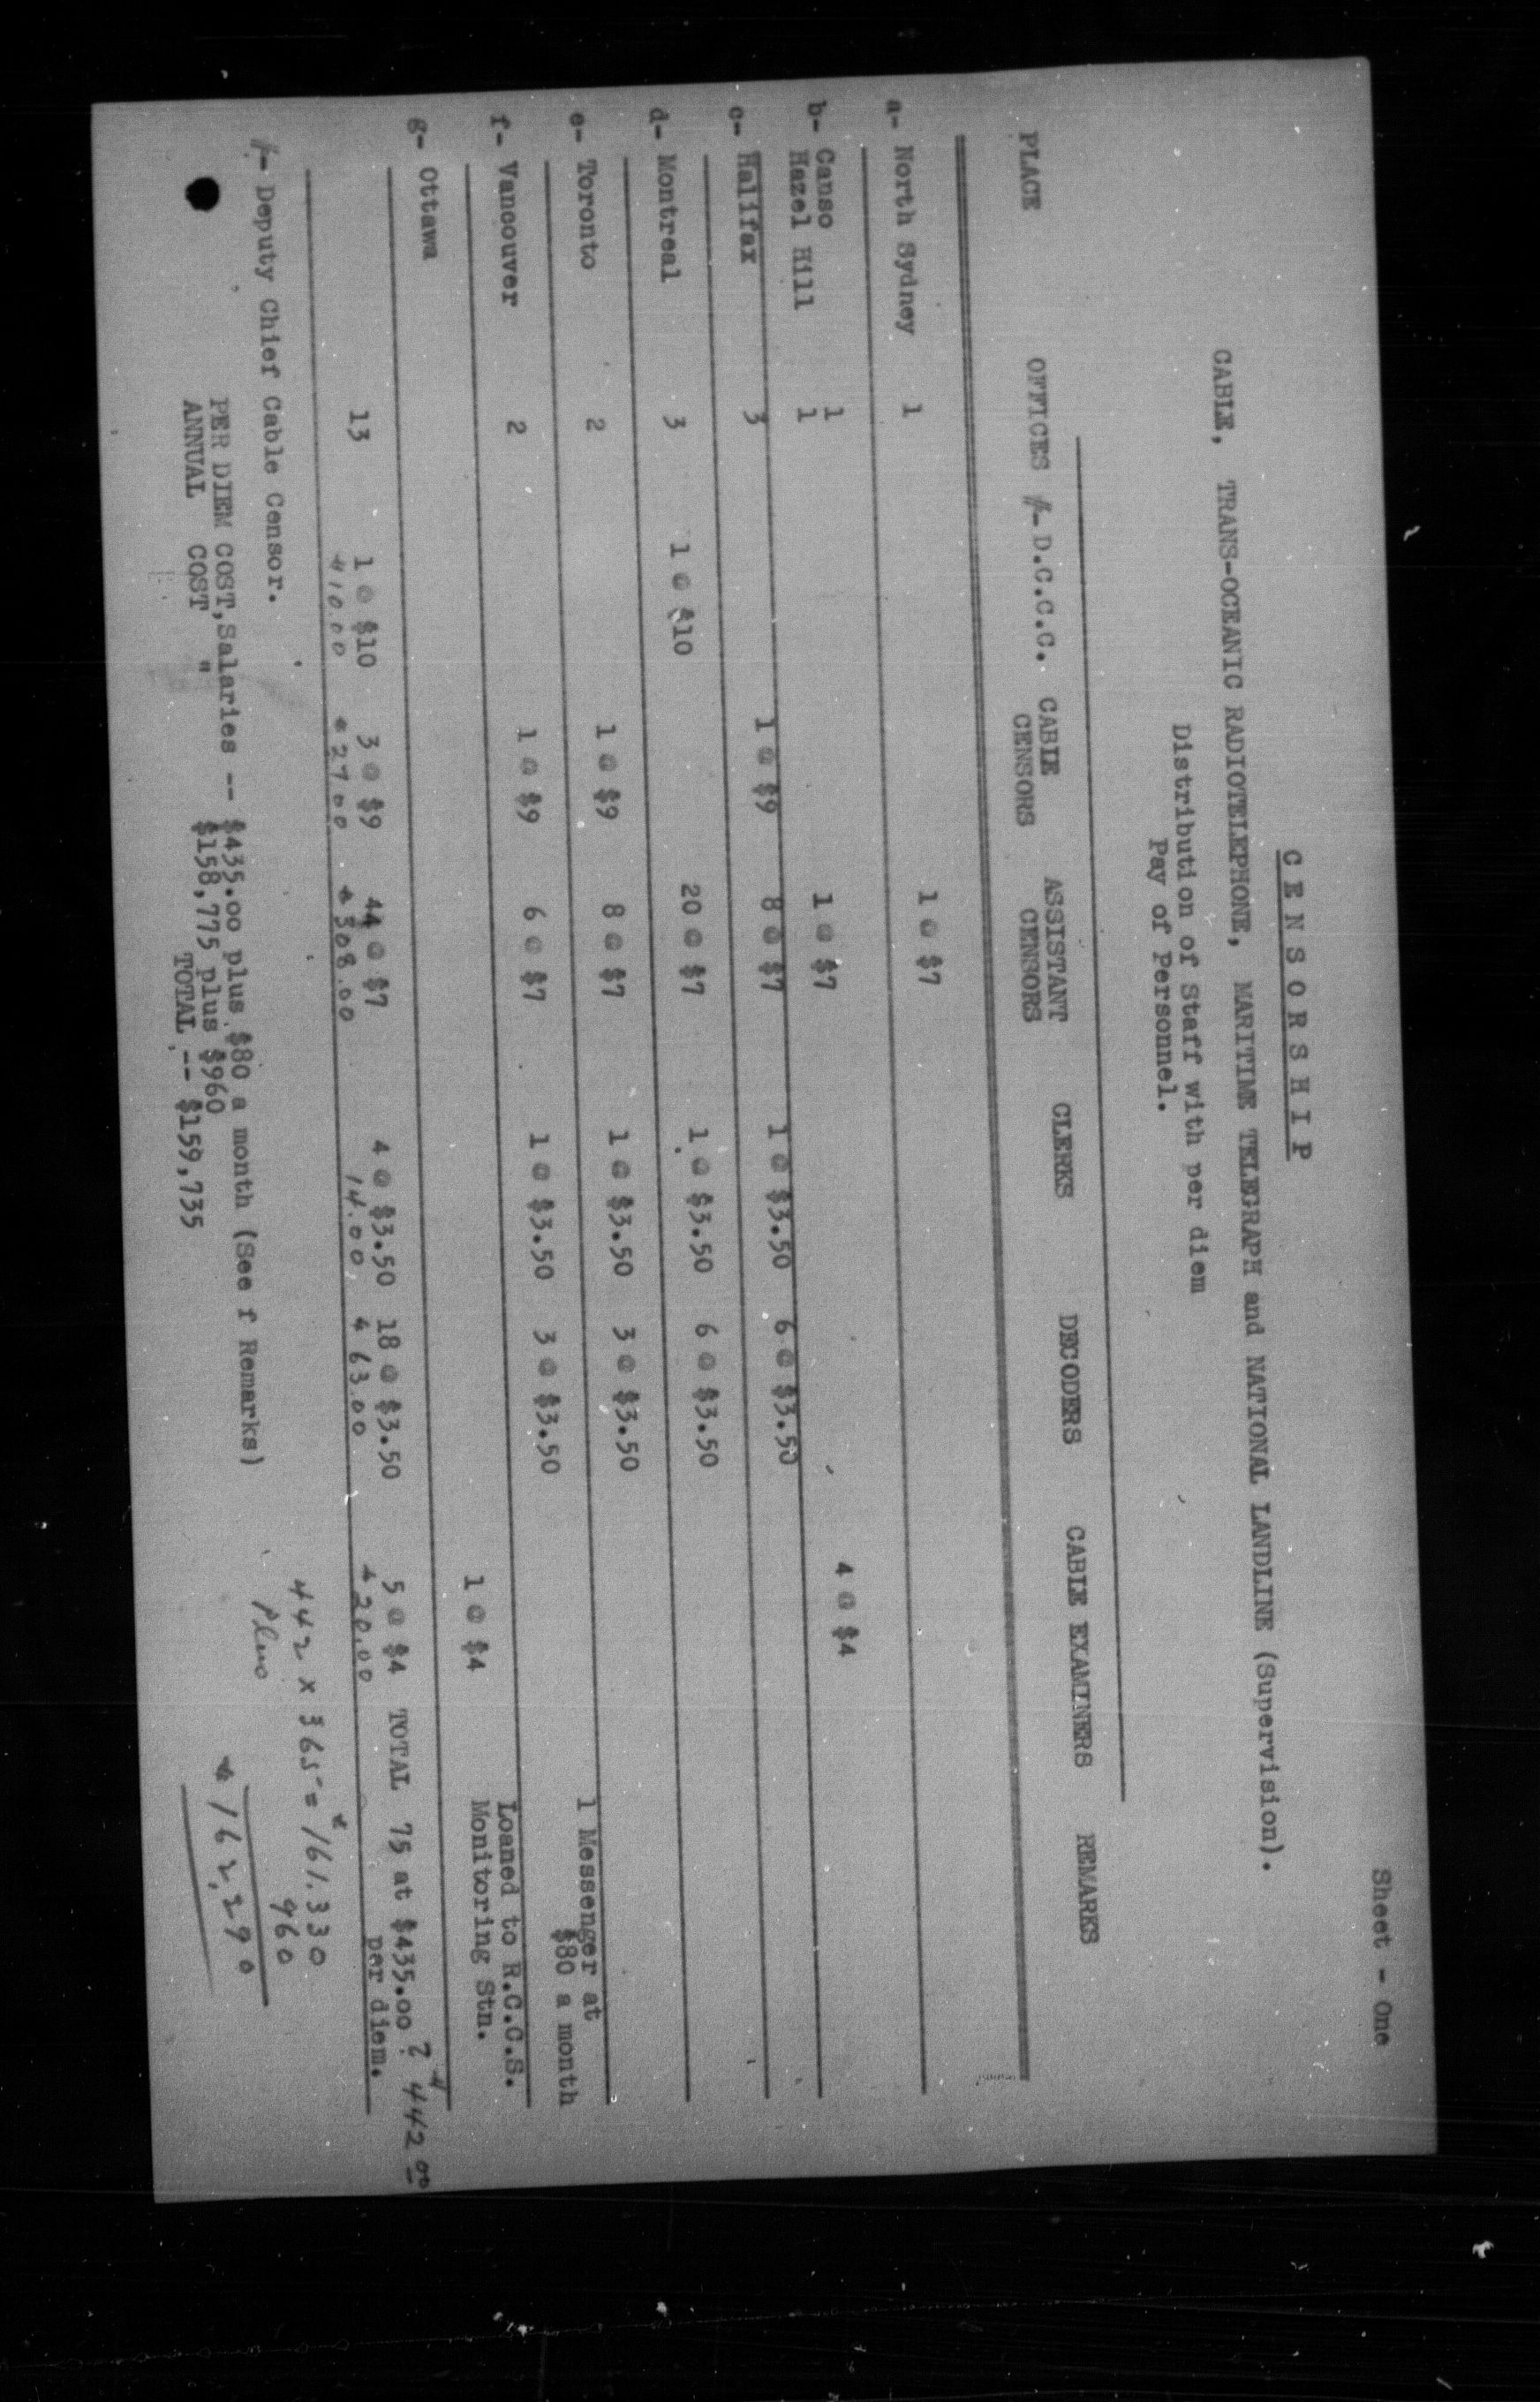 Sheet - One
C E N S O R S H I P
CABLE, TRANS-OCEANIC RADIOTELEPHONE, MARITIME TELEGRAPH and NATIONAL LANDLINE (Supervision).
Distribution of Staff with per diem
Pay of Personnel.
PLACE OFFICES #-D.C.C.C. CABLE CENSORS ASSISTANT CENSORS CLERKS DECODERS CABLE EXAMINERS REMARKS
a- North Sydney 1 1 @ $7
b- Canso 1 1 @ $7 4 @ $4
Hazel Hill 1
c- Halifax 3 1 @ $9 8 @ $7 1 @ $3.50 6 @ $3.50
d- Montreal 3 1 @ $10 20 @ $7 1 @ $3.50 6 @ $3.50
e- Toronto 2 1 @ $9 8 @ $7 1 @ $3.50 3 @ $3.50 1 Messenger at
$80 a month
f- Vancouver 2 1 @ $9 6 @ $7 1 @ $3.50 3 @ $3.50 Loaned to R.C.C.S.
Monitoring Stn.
g- Ottawa 1 @ $4
13 1 @ $10 3 @ $9 44 @ $7 4 @ $3.50 18 @ $3.50 5 @ $4 TOTAL 75 at $435.00 ? $442 00
$10.00 $27.00 $308.00 14.00 $63.00 $20.00 per diem.
#- Deputy Chief Cable Censor.
PER DIEM COST, Salaries -- $435.00 plus $80 a month (See f Remarks)
ANNUAL COST " $158,775 plus $960
TOTAL -- $159,735
442 x 365 = $161,330
Plus 960
$162,290